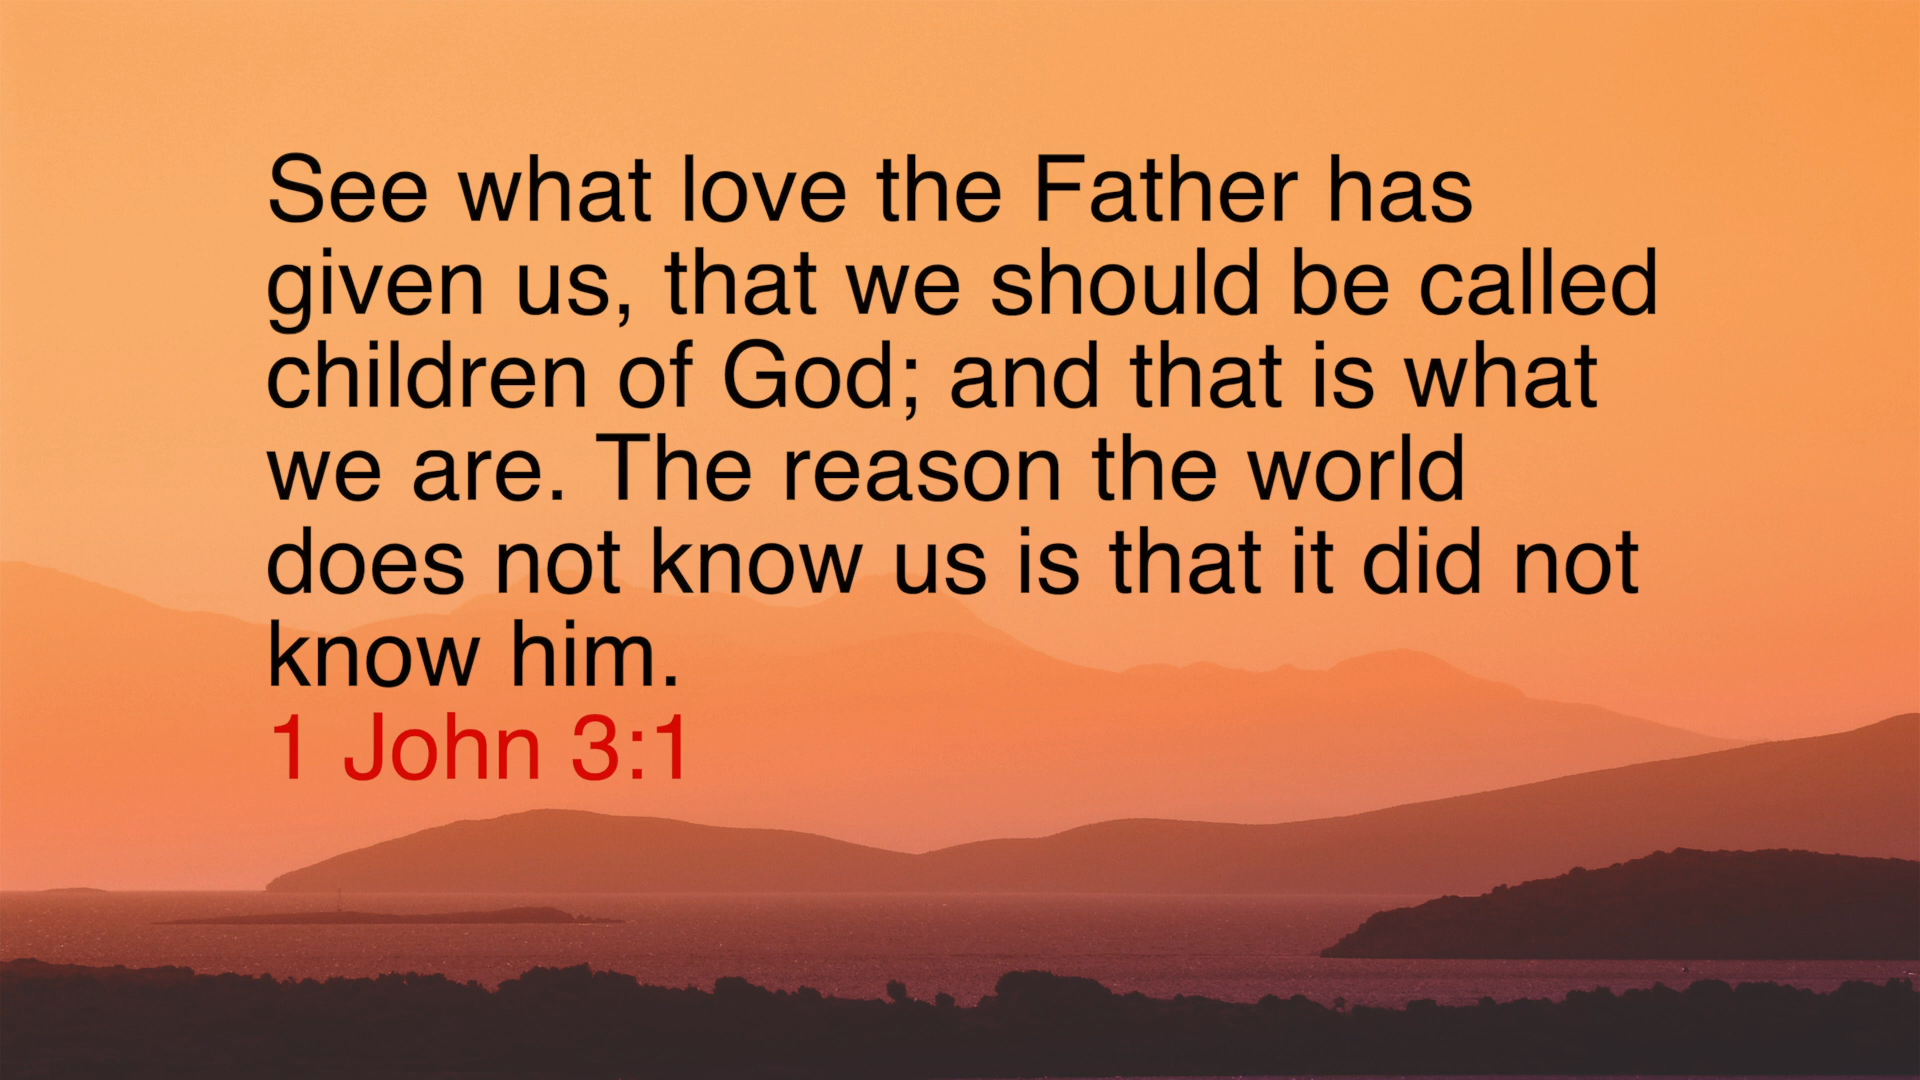 See what love the Father has
given us, that we should be called
children of God; and that is what
we are. The reason the world
does not know us is that it did not
know him.
1 John 3:1